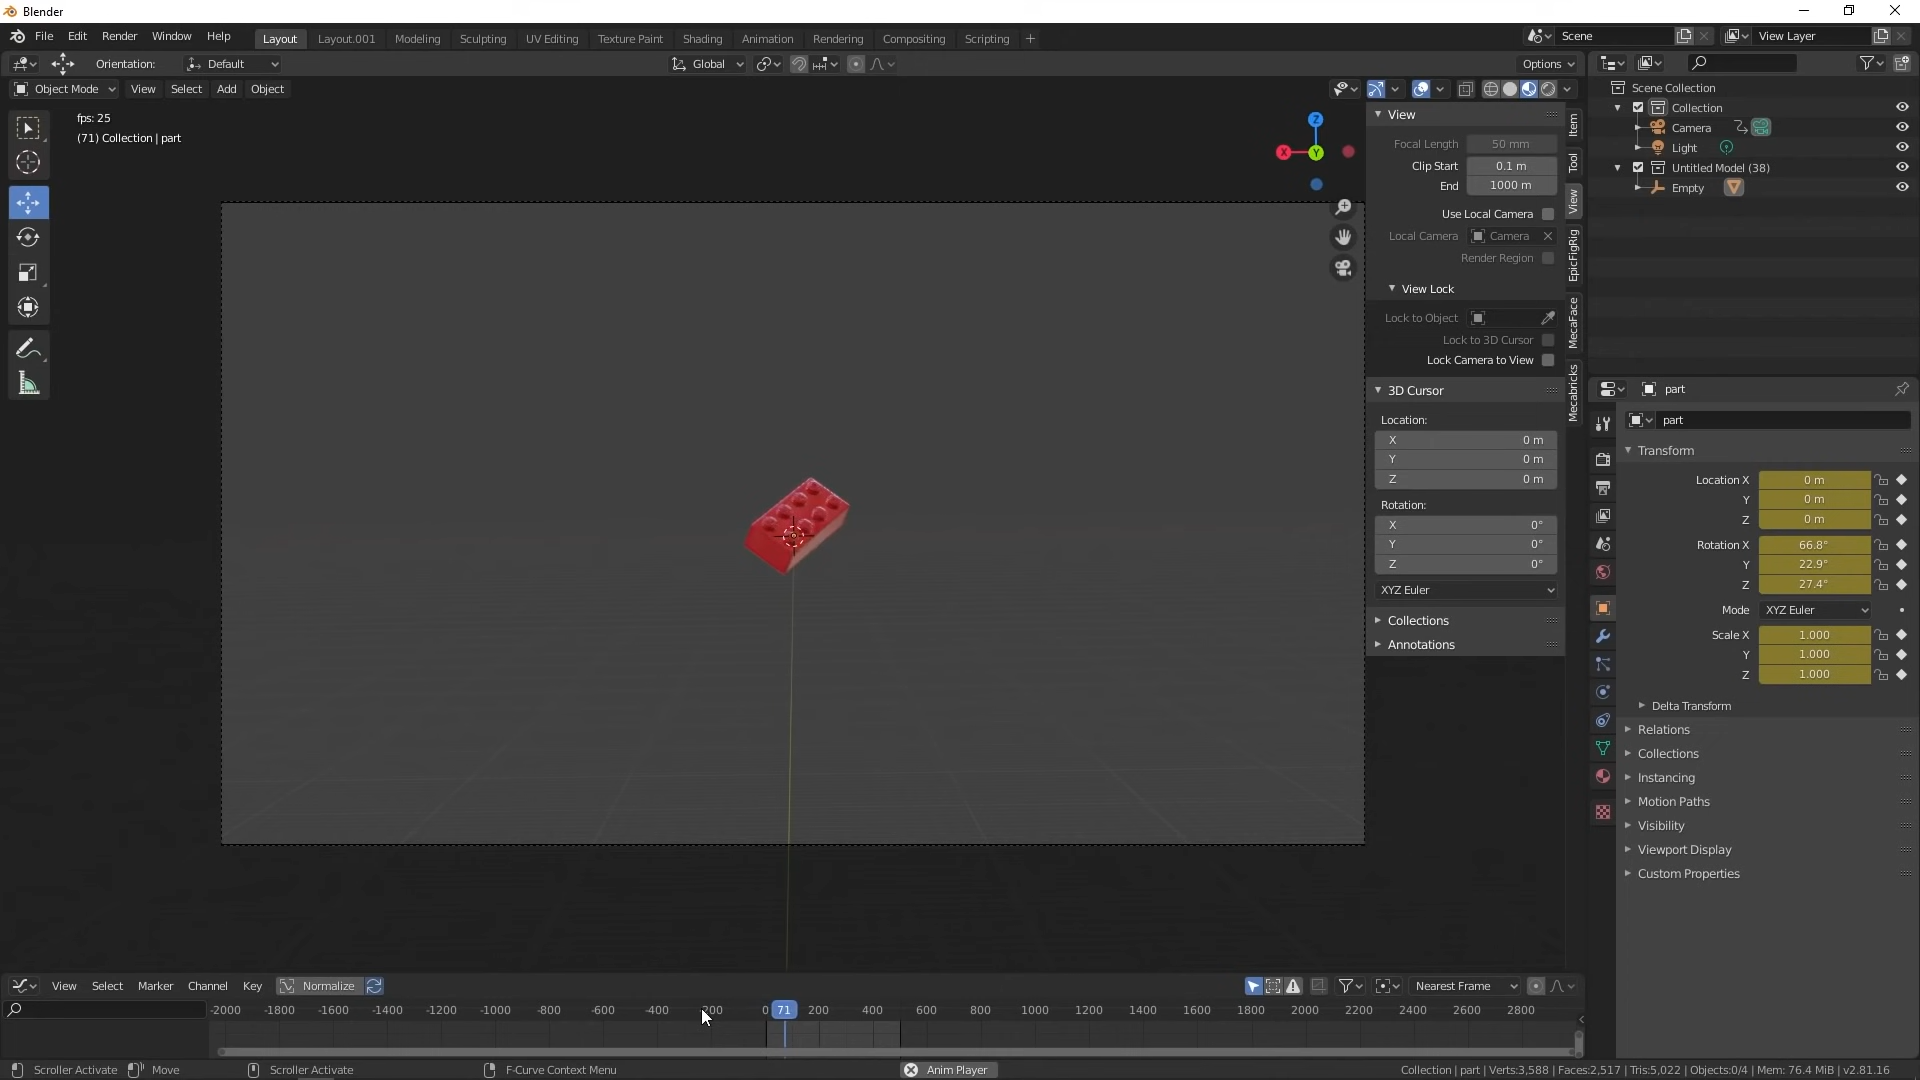 Blender
File Edit Render Window Help Layout Layout.001 Modeling Sculpting UV Editing Texture Paint Shading Animation Rendering Compositing Scripting + Scene View Layer
Orientation: Default Global Options
Object Mode View Select Add Object
fps: 25
(71) Collection | part
Z
X
Y
View
Focal Length 50 mm
Clip Start 0.1 m
End 1000 m
Use Local Camera
Local Camera Camera
Render Region
View Lock
Lock to Object
Lock to 3D Cursor
Lock Camera to View
3D Cursor
Location:
X 0 m
Y 0 m
Z 0 m
Rotation:
X 0°
Y 0°
Z 0°
XYZ Euler
Collections
Annotations
Item
Tool
View
EpicFigRig
MecaFace
Mecabricks
Scene Collection
Collection
Camera
Light
Untitled Model (38)
Empty
part
part
Transform
Location X 0 m
Y 0 m
Z 0 m
Rotation X 66.8°
Y 22.9°
Z 27.4°
Mode XYZ Euler
Scale X 1.000
Y 1.000
Z 1.000
Delta Transform
Relations
Collections
Instancing
Motion Paths
Visibility
Viewport Display
Custom Properties
View Select Marker Channel Key Normalize Nearest Frame
-2000 -1800 -1600 -1400 -1200 -1000 -800 -600 -400 -200 0 71 200 400 600 800 1000 1200 1400 1600 1800 2000 2200 2400 2600 2800
Scroller Activate Move Scroller Activate F-Curve Context Menu Anim Player Collection | part | Verts:3,588 | Faces:2,517 | Tris:5,022 | Objects:0/4 | Mem: 76.4 MiB | v2.81.16